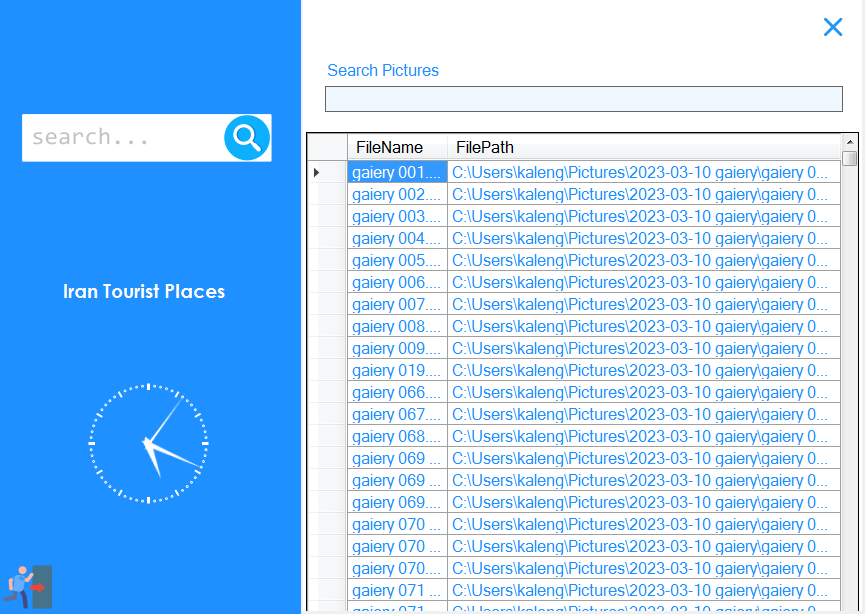 Search Pictures
search...
Iran Tourist Places
FileName FilePath
gaiery 001.... C:\Users\kaleng\Pictures\2023-03-10 gaiery\gaiery 0...
gaiery 002.... C:\Users\kaleng\Pictures\2023-03-10 gaiery\gaiery 0...
gaiery 003.... C:\Users\kaleng\Pictures\2023-03-10 gaiery\gaiery 0...
gaiery 004.... C:\Users\kaleng\Pictures\2023-03-10 gaiery\gaiery 0...
gaiery 005.... C:\Users\kaleng\Pictures\2023-03-10 gaiery\gaiery 0...
gaiery 006.... C:\Users\kaleng\Pictures\2023-03-10 gaiery\gaiery 0...
gaiery 007.... C:\Users\kaleng\Pictures\2023-03-10 gaiery\gaiery 0...
gaiery 008.... C:\Users\kaleng\Pictures\2023-03-10 gaiery\gaiery 0...
gaiery 009.... C:\Users\kaleng\Pictures\2023-03-10 gaiery\gaiery 0...
gaiery 019.... C:\Users\kaleng\Pictures\2023-03-10 gaiery\gaiery 0...
gaiery 066.... C:\Users\kaleng\Pictures\2023-03-10 gaiery\gaiery 0...
gaiery 067.... C:\Users\kaleng\Pictures\2023-03-10 gaiery\gaiery 0...
gaiery 068.... C:\Users\kaleng\Pictures\2023-03-10 gaiery\gaiery 0...
gaiery 069 ... C:\Users\kaleng\Pictures\2023-03-10 gaiery\gaiery 0...
gaiery 069 ... C:\Users\kaleng\Pictures\2023-03-10 gaiery\gaiery 0...
gaiery 069.... C:\Users\kaleng\Pictures\2023-03-10 gaiery\gaiery 0...
gaiery 070 ... C:\Users\kaleng\Pictures\2023-03-10 gaiery\gaiery 0...
gaiery 070 ... C:\Users\kaleng\Pictures\2023-03-10 gaiery\gaiery 0...
gaiery 070.... C:\Users\kaleng\Pictures\2023-03-10 gaiery\gaiery 0...
gaiery 071 ... C:\Users\kaleng\Pictures\2023-03-10 gaiery\gaiery 0...